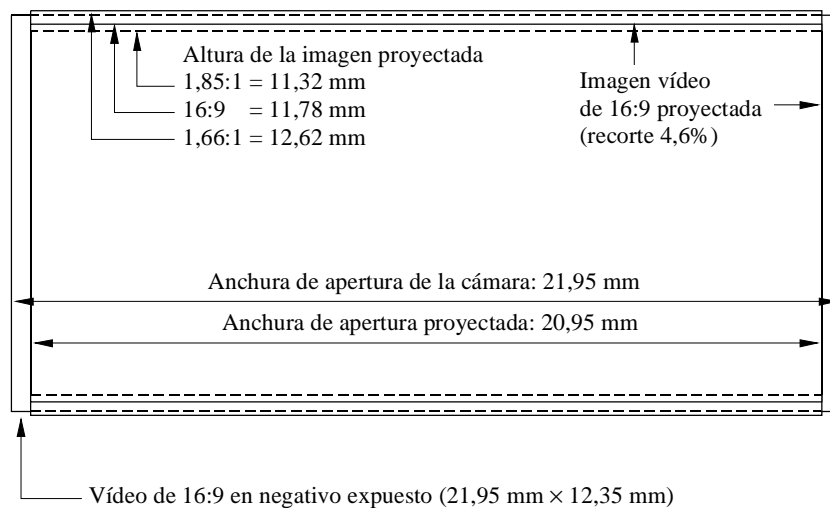 Altura de la imagen proyectada
1,85:1 = 11,32 mm
16:9 = 11,78 mm
1,66:1 = 12,62 mm
Imagen vídeo
de 16:9 proyectada
(recorte 4,6%)
Anchura de apertura de la cámara: 21,95 mm
Anchura de apertura proyectada: 20,95 mm
Vídeo de 16:9 en negativo expuesto (21,95 mm × 12,35 mm)